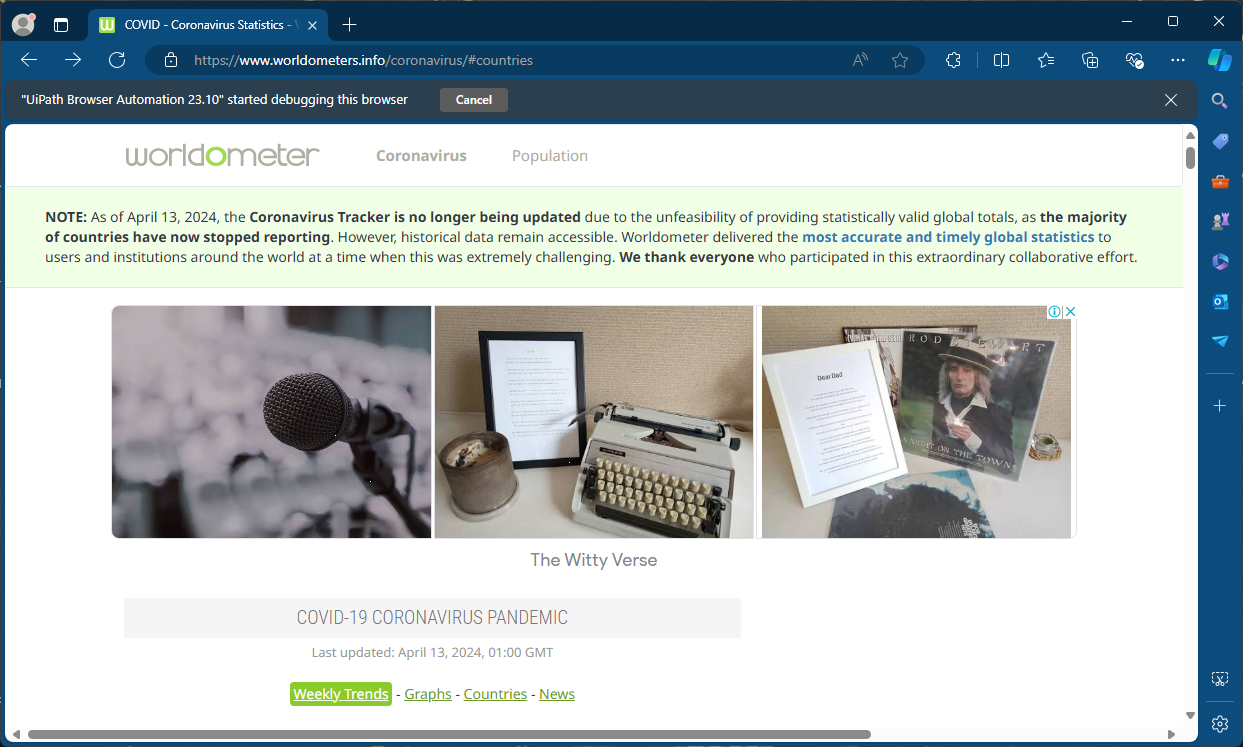 COVID - Coronavirus Statistics -
https://www.worldometers.info/coronavirus/#countries
"UiPath Browser Automation 23.10" started debugging this browser
Cancel
worldometer
Coronavirus
Population
NOTE: As of April 13, 2024, the Coronavirus Tracker is no longer being updated due to the unfeasibility of providing statistically valid global totals, as the majority
of countries have now stopped reporting. However, historical data remain accessible. Worldometer delivered the most accurate and timely global statistics to
users and institutions around the world at a time when this was extremely challenging. We thank everyone who participated in this extraordinary collaborative effort.
ROD STEWART
Dear Dad
NIGHT ON THE TOWN
The Witty Verse
COVID-19 CORONAVIRUS PANDEMIC
Last updated: April 13, 2024, 01:00 GMT
Weekly Trends - Graphs - Countries - News